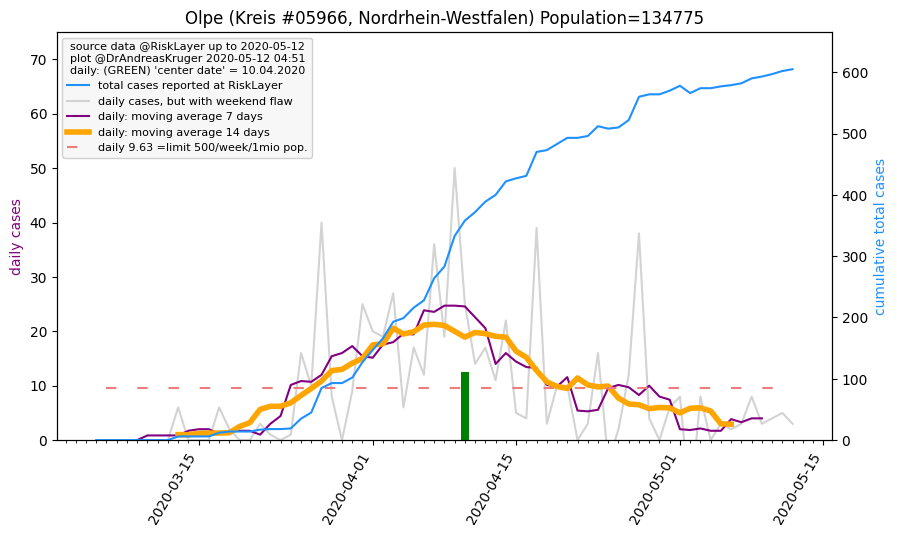 Olpe (Kreis #05966, Nordrhein-Westfalen) Population=134775
source data @RiskLayer up to 2020-05-12
plot @DrAndreasKruger 2020-05-12 04:51
daily: (GREEN) 'center date' = 10.04.2020
total cases reported at RiskLayer
daily cases, but with weekend flaw
daily: moving average 7 days
daily: moving average 14 days
daily 9.63 =limit 500/week/1mio pop.
daily cases
70
60
50
40
30
20
10
0
cumulative total cases
600
500
400
300
200
100
0
2020-03-15
2020-04-01
2020-04-15
2020-05-01
2020-05-15